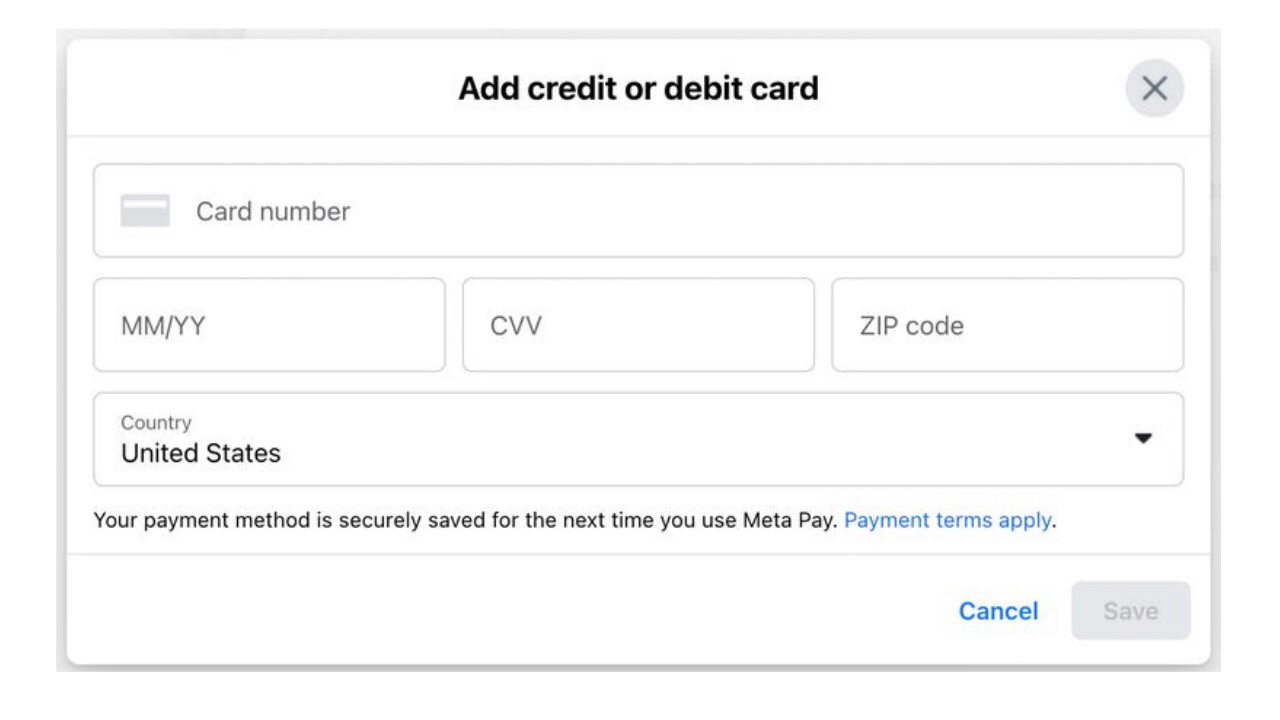 Add credit or debit card
Card number
MM/YY
CVV
ZIP code
Country
United States
Your payment method is securely saved for the next time you use Meta Pay. Payment terms apply.
Cancel
Save